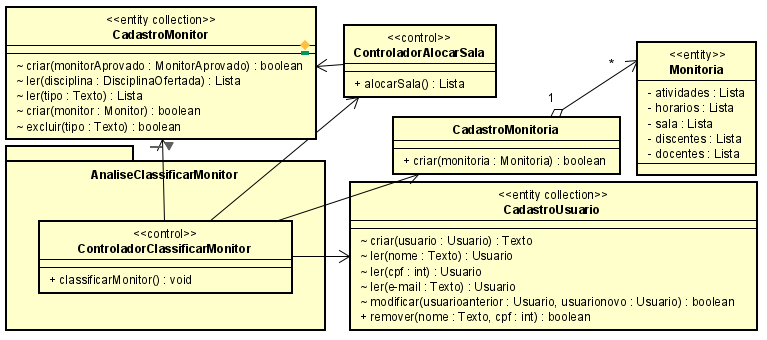 <<entity collection>>
CadastroMonitor
~ criar(monitorAprovado : MonitorAprovado) : boolean
~ ler(disciplina : DisciplinaOfertada) : Lista
~ ler(tipo : Texto) : Lista
~ criar(monitor : Monitor) : boolean
~ excluir(tipo : Texto) : boolean
<<control>>
ControladorAlocarSala
+ alocarSala() : Lista
<<entity>>
Monitoria
- atividades : Lista
- horarios : Lista
- sala : Lista
- discentes : Lista
- docentes : Lista
*
1
CadastroMonitoria
+ criar(monitoria : Monitoria) : boolean
AnaliseClassificarMonitor
<<control>>
ControladorClassificarMonitor
+ classificarMonitor() : void
<<entity collection>>
CadastroUsuario
~ criar(usuario : Usuario) : Texto
~ ler(nome : Texto) : Usuario
~ ler(cpf : int) : Usuario
~ ler(e-mail : Texto) : Usuario
~ modificar(usuarioanterior : Usuario, usuarionovo : Usuario) : boolean
+ remover(nome : Texto, cpf : int) : boolean